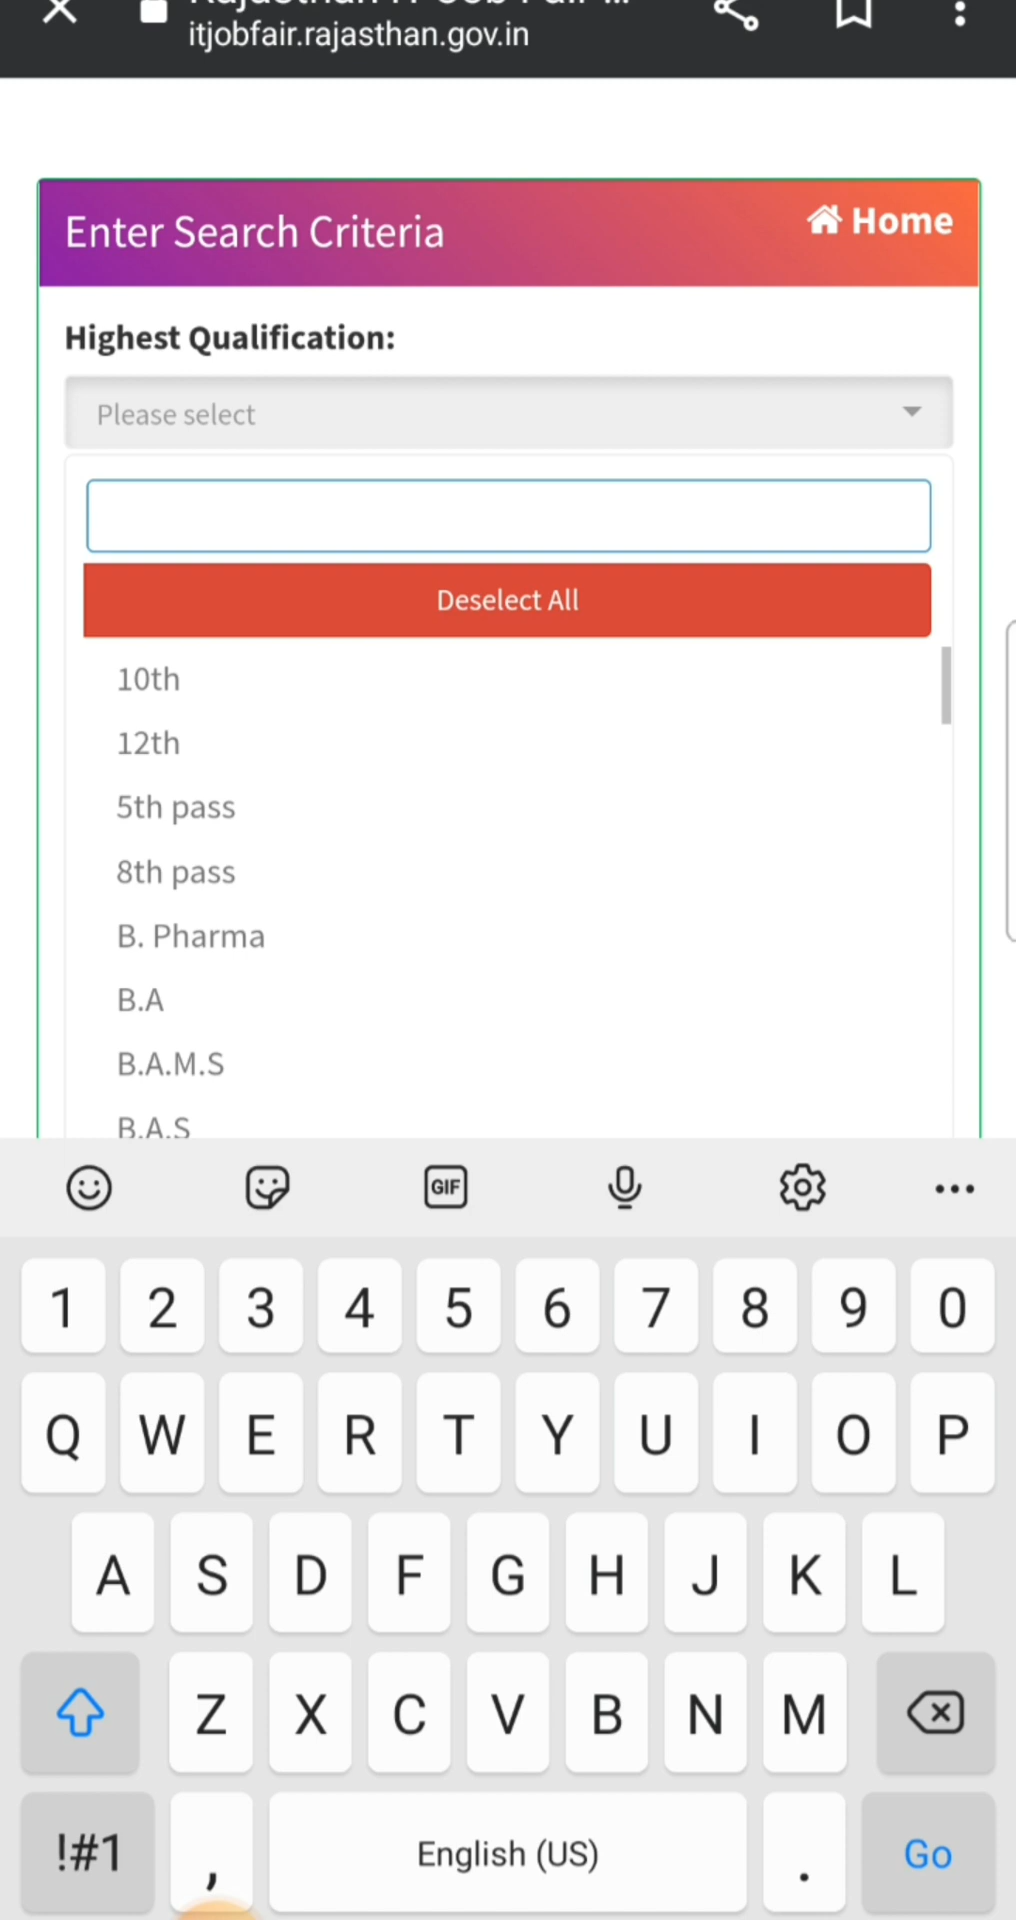 itjobfair.rajasthan.gov.in
Enter Search Criteria
Home
Highest Qualification:
Please select
Deselect All
10th
12th
5th pass
8th pass
B. Pharma
B.A
B.A.M.S
B.A.S
GIF
1 2 3 4 5 6 7 8 9 0
Q W E R T Y U I O P
A S D F G H J K L
Z X C V B N M
!#1 , English (US) . Go